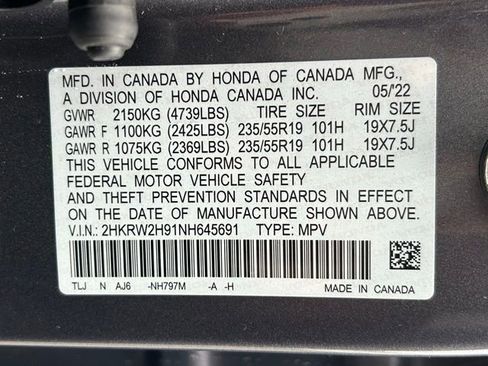 MFD. IN CANADA BY HONDA OF CANADA MFG.,
A DIVISION OF HONDA CANADA INC. 05/'22
GVWR 2150KG (4739LBS) TIRE SIZE RIM SIZE
GAWR F 1100KG (2425LBS) 235/55R19 101H 19X7.5J
GAWR R 1075KG (2369LBS) 235/55R19 101H 19X7.5J
THIS VEHICLE CONFORMS TO ALL APPLICABLE
FEDERAL MOTOR VEHICLE SAFETY
AND THEFT PREVENTION STANDARDS IN EFFECT
ON THE DATE OF MANUFACTURE SHOWN ABOVE.
V.I.N.: 2HKRW2H91NH645691 TYPE: MPV
TLJ N AJ6 -NH797M -A -H MADE IN CANADA